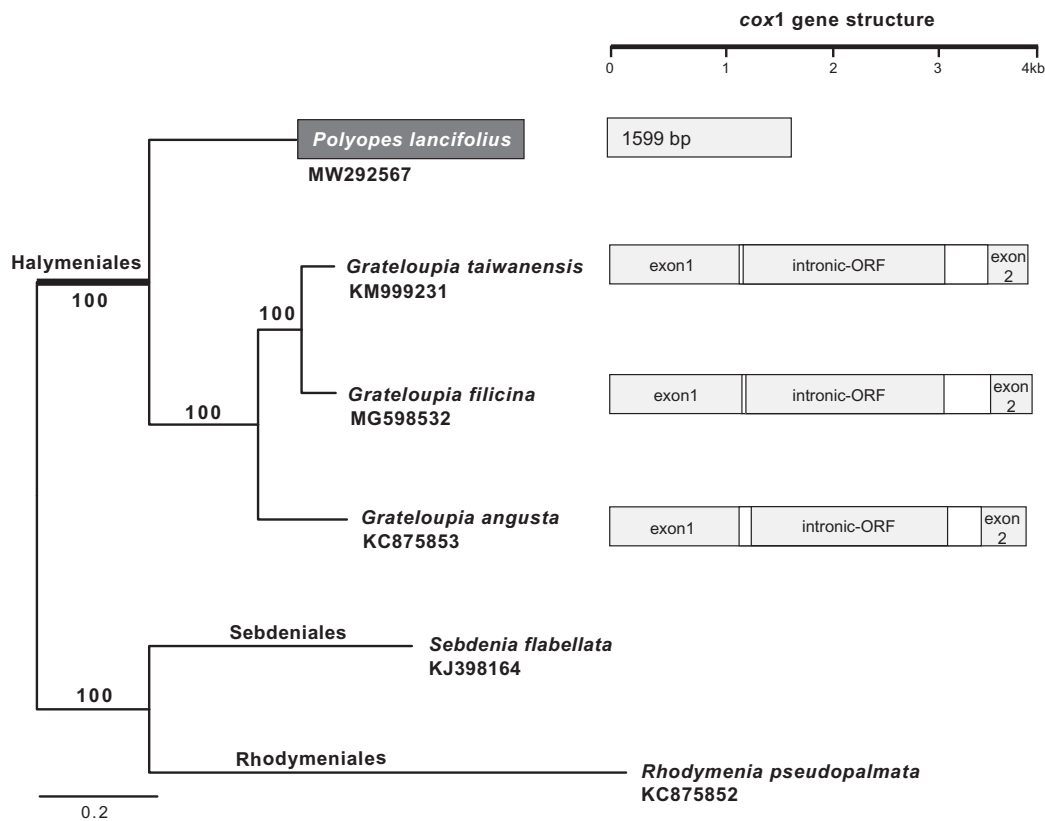 cox1 gene structure
0 1 2 3 4kb
Polyopes lancifolius
1599 bp
MW292567
Halymeniales
100
Grateloupia taiwanensis
KM999231
exon1 intronic-ORF exon
2
100
100
Grateloupia filicina
MG598532
exon1 intronic-ORF exon
2
Grateloupia angusta
KC875853
exon1 intronic-ORF exon
2
Sebdeniales
Sebdenia flabellata
KJ398164
100
Rhodymeniales
Rhodymenia pseudopalmata
KC875852
0.2